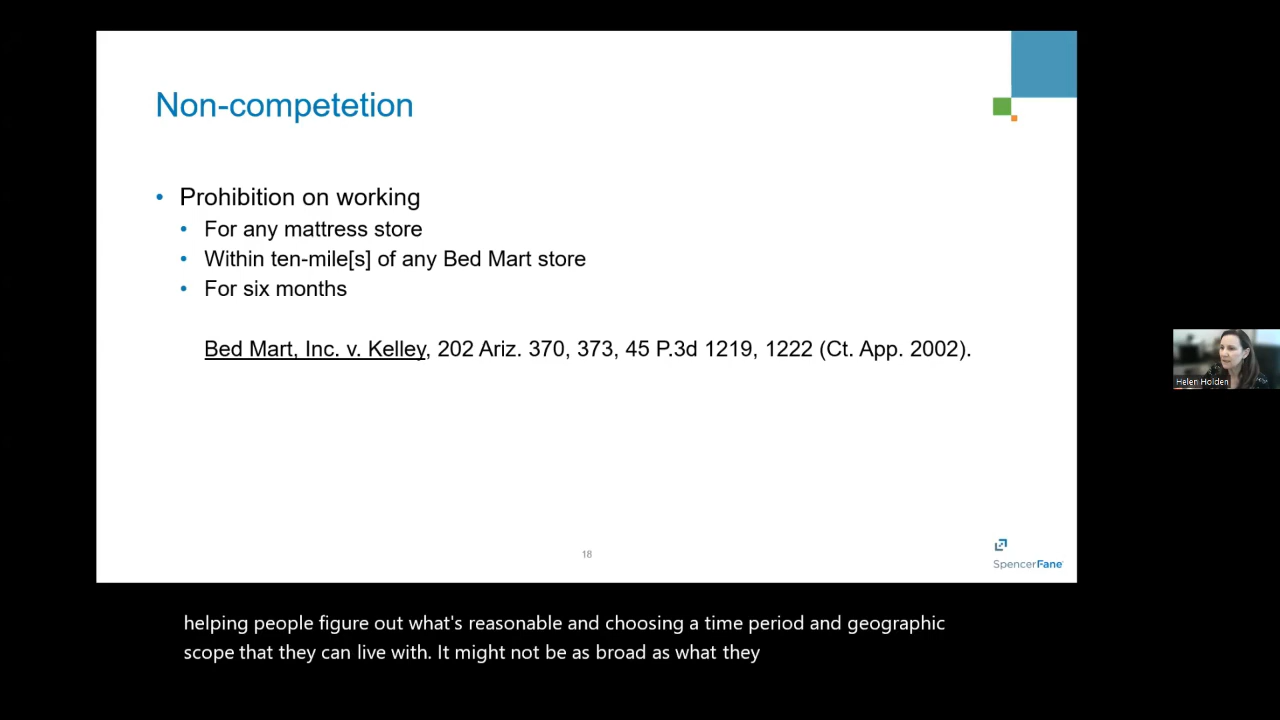 Non-competetion
• Prohibition on working
• For any mattress store
• Within ten-mile[s] of any Bed Mart store
• For six months
Bed Mart, Inc. v. Kelley, 202 Ariz. 370, 373, 45 P.3d 1219, 1222 (Ct. App. 2002).
Helen Holden
18
SpencerFane
helping people figure out what's reasonable and choosing a time period and geographic
scope that they can live with. It might not be as broad as what they